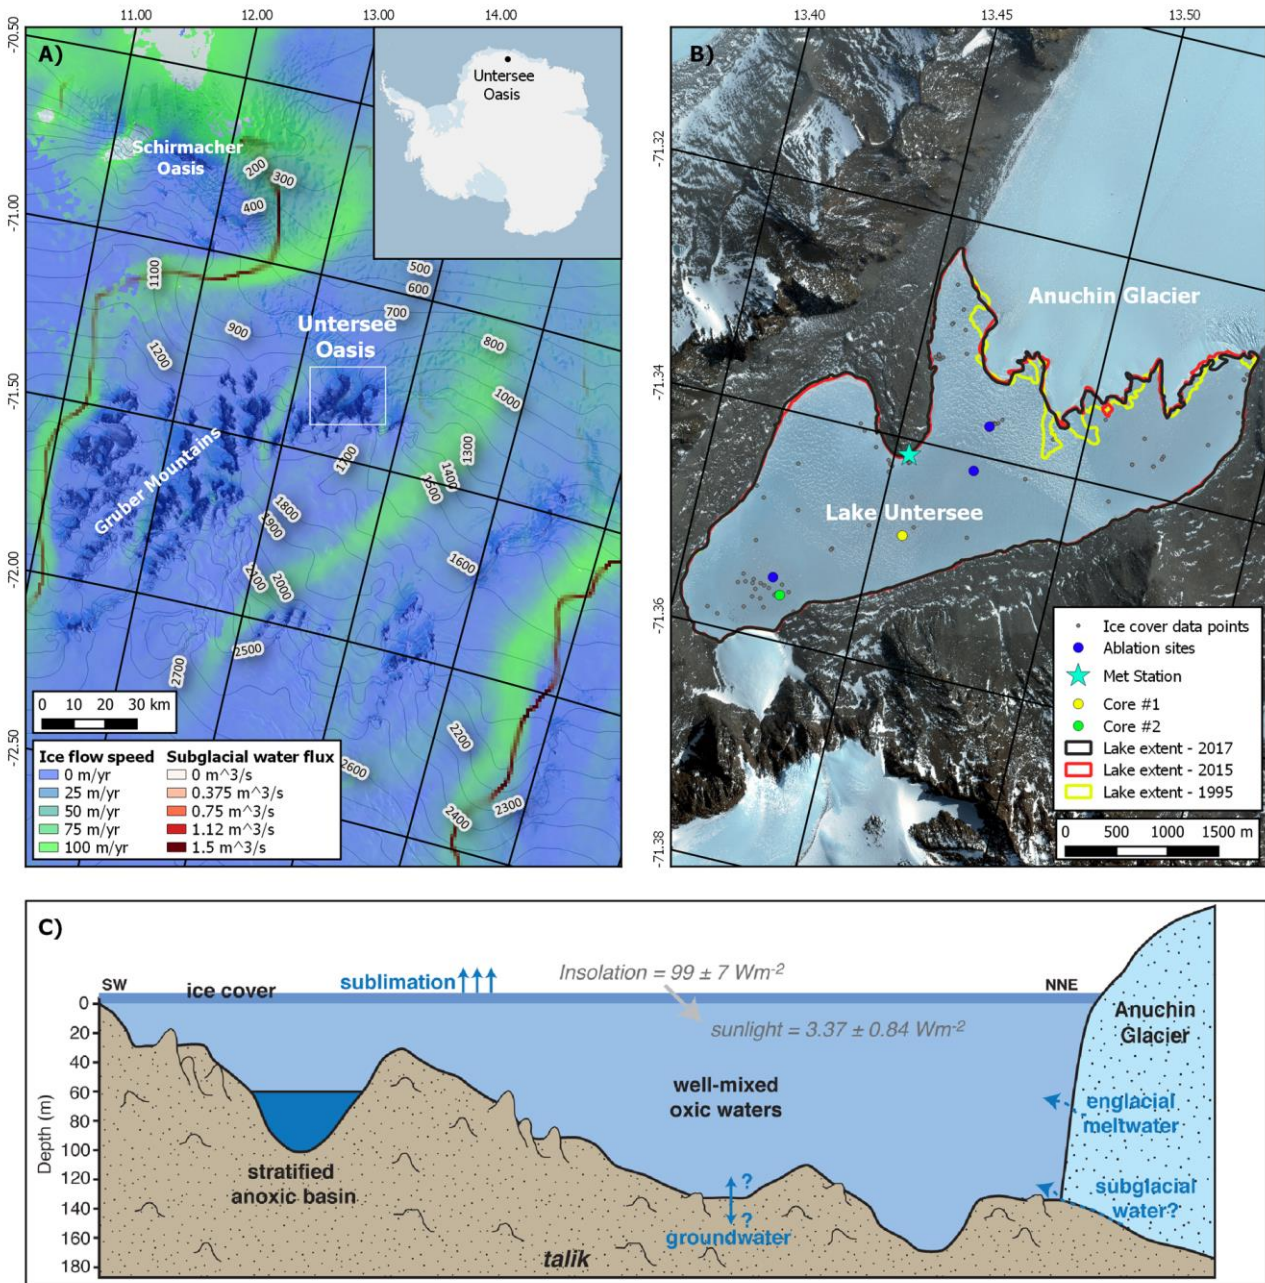 11.00
12.00
13.00
14.00
-70.50
-71.00
-71.50
-72.00
-72.50
A)
Untersee
Oasis
Schirmacher
Oasis
200
300
400
1100
500
600
700
900
1200
Untersee
Oasis
800
1000
1300
1400
1500
1700
Gruber Mountains
1800
1900
2100
2000
1600
2500
2700
2200
2600
2300
2400
0 10 20 30 km
Ice flow speed
0 m/yr
25 m/yr
50 m/yr
75 m/yr
100 m/yr
Subglacial water flux
0 m^3/s
0.375 m^3/s
0.75 m^3/s
1.12 m^3/s
1.5 m^3/s
13.40
13.45
13.50
-71.32
-71.34
-71.36
-71.38
B)
Anuchin Glacier
Lake Untersee
Ice cover data points
Ablation sites
Met Station
Core #1
Core #2
Lake extent - 2017
Lake extent - 2015
Lake extent - 1995
0 500 1000 1500 m
C)
SW
ice cover
sublimation
Insolation = 99 ± 7 Wm-2
NNE
sunlight = 3.37 ± 0.84 Wm-2
Anuchin
Glacier
well-mixed
oxic waters
englacial
meltwater
stratified
anoxic basin
?
?
groundwater
subglacial
water?
talik
Depth (m)
0
20
40
60
80
100
120
140
160
180